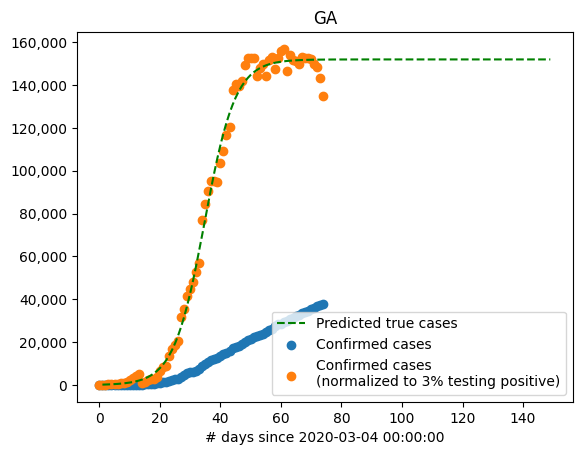 GA
160,000
140,000
120,000
100,000
80,000
60,000
40,000
20,000
0
Predicted true cases
Confirmed cases
Confirmed cases
(normalized to 3% testing positive)
0 20 40 60 80 100 120 140
# days since 2020-03-04 00:00:00